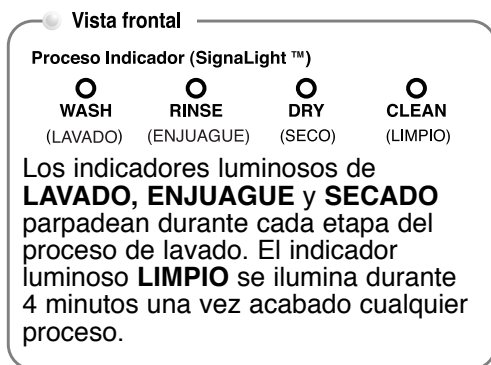 Vista frontal
Proceso Indicador (SignaLight ™)
WASH RINSE DRY CLEAN
(LAVADO) (ENJUAGUE) (SECO) (LIMPIO)
Los indicadores luminosos de
LAVADO, ENJUAGUE y SECADO
parpadean durante cada etapa del
proceso de lavado. El indicador
luminoso LIMPIO se ilumina durante
4 minutos una vez acabado cualquier
proceso.